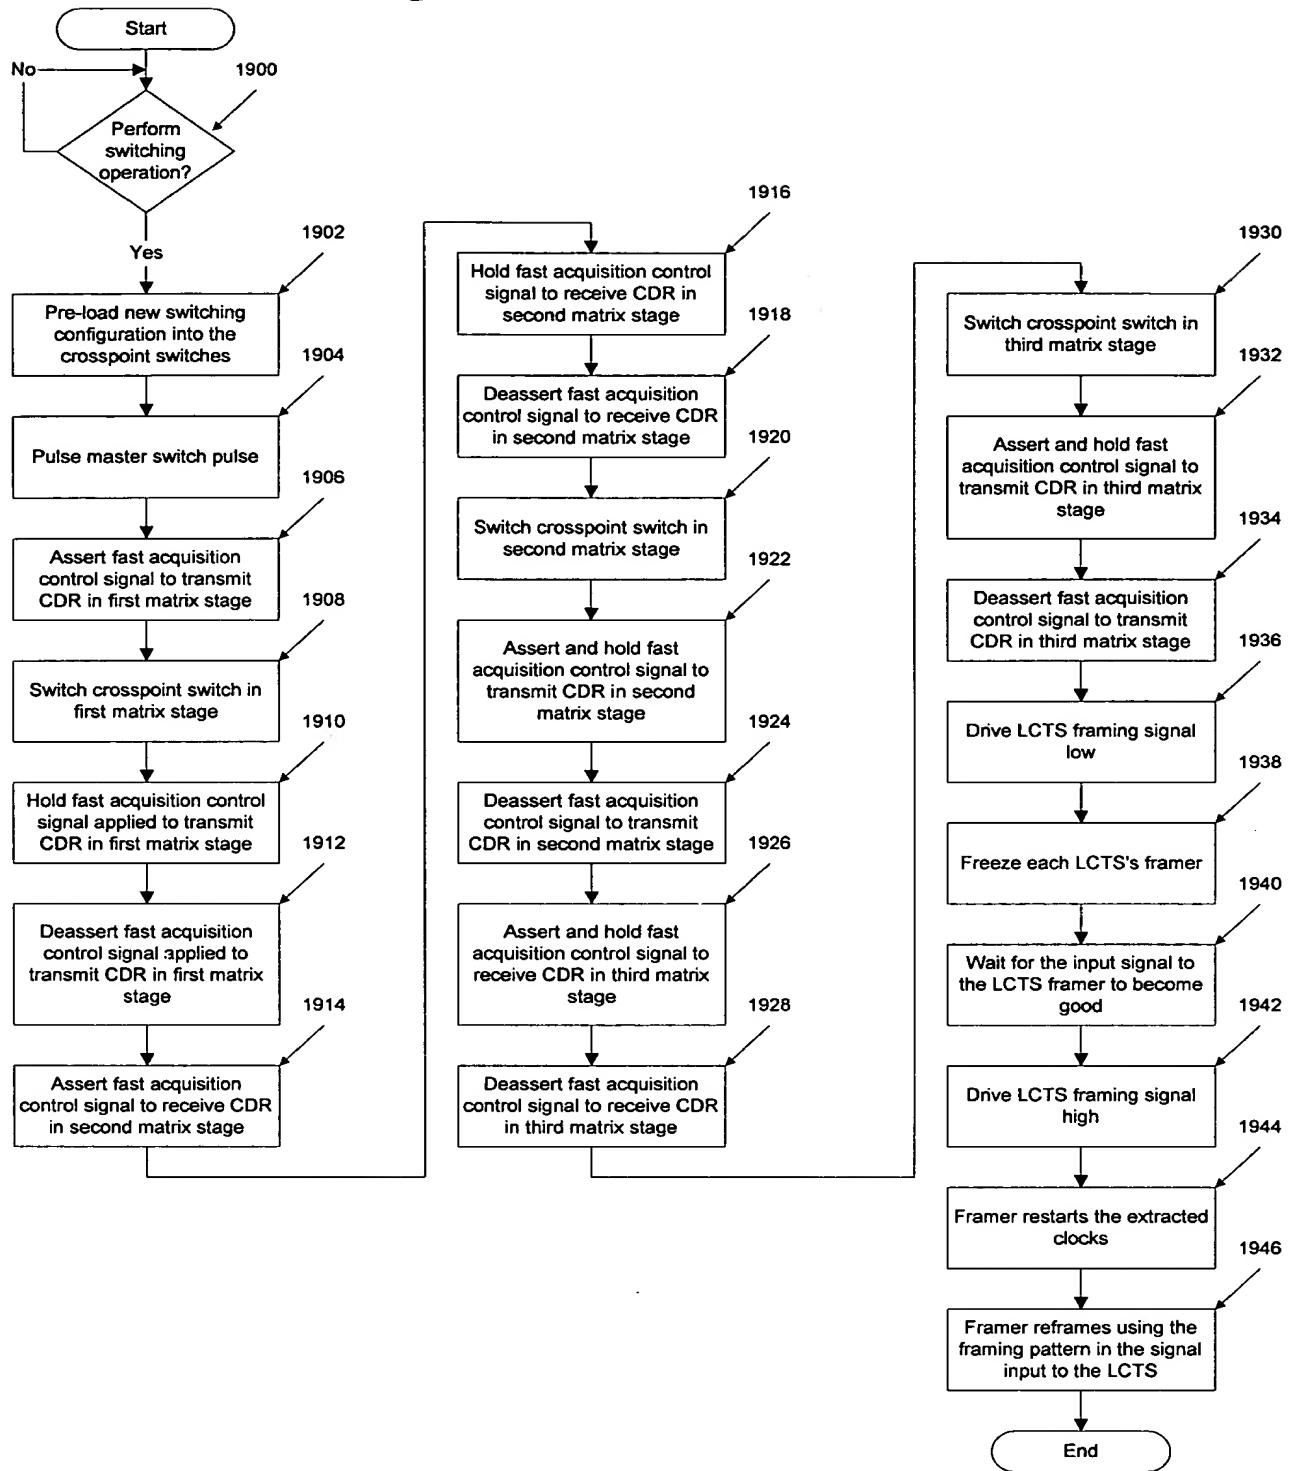 Start
No
1900
Perform
switching
operation?
Yes
1902
Pre-load new switching
configuration into the
crosspoint switches
1904
Pulse master switch pulse
1906
Assert fast acquisition
control signal to transmit
CDR in first matrix stage
1908
Switch crosspoint switch in
first matrix stage
1910
Hold fast acquisition control
signal applied to transmit
CDR in first matrix stage
1912
Deassert fast acquisition
control signal applied to
transmit CDR in first matrix
stage
1914
Assert fast acquisition
control signal to receive CDR
in second matrix stage
1916
Hold fast acquisition control
signal to receive CDR in
second matrix stage
1918
Deassert fast acquisition
control signal to receive CDR
in second matrix stage
1920
Switch crosspoint switch in
second matrix stage
1922
Assert and hold fast
acquisition control signal to
transmit CDR in second
matrix stage
1924
Deassert fast acquisition
control signal to transmit
CDR in second matrix stage
1926
Assert and hold fast
acquisition control signal to
receive CDR in third matrix
stage
1928
Deassert fast acquisition
control signal to receive CDR
in third matrix stage
1930
Switch crosspoint switch in
third matrix stage
1932
Assert and hold fast
acquisition control signal to
transmit CDR in third matrix
stage
1934
Deassert fast acquisition
control signal to transmit
CDR in third matrix stage
1936
Drive LCTS framing signal
low
1938
Freeze each LCTS's framer
1940
Wait for the input signal to
the LCTS framer to become
good
1942
Drive LCTS framing signal
high
1944
Framer restarts the extracted
clocks
1946
Framer reframes using the
framing pattern in the signal
input to the LCTS
End